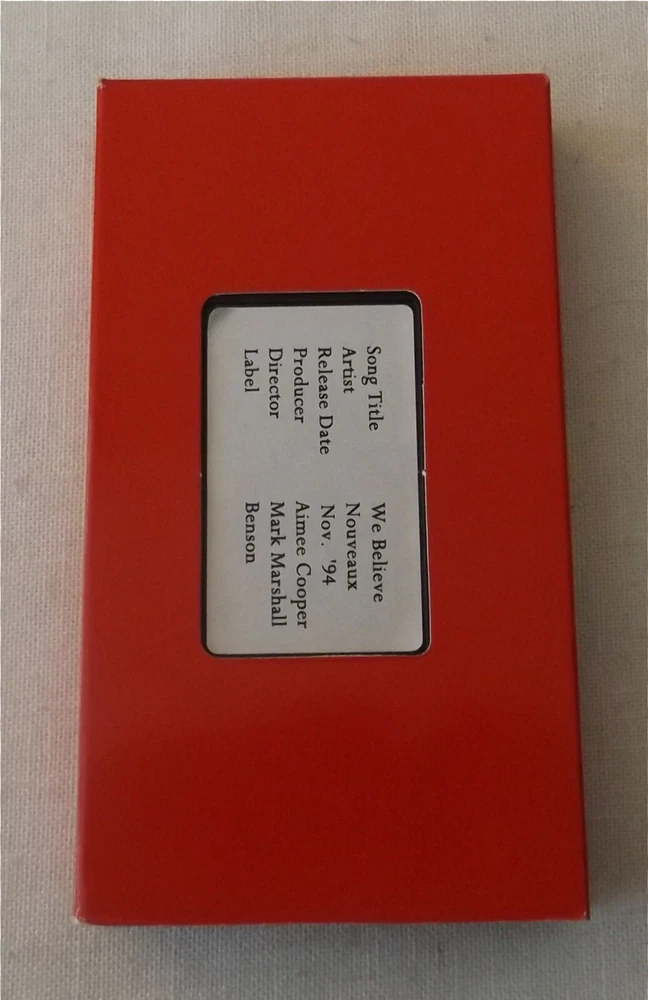 Song Title We Believe
Artist Nouveaux
Release Date Nov. '94
Producer Aimee Cooper
Director Mark Marshall
Label Benson